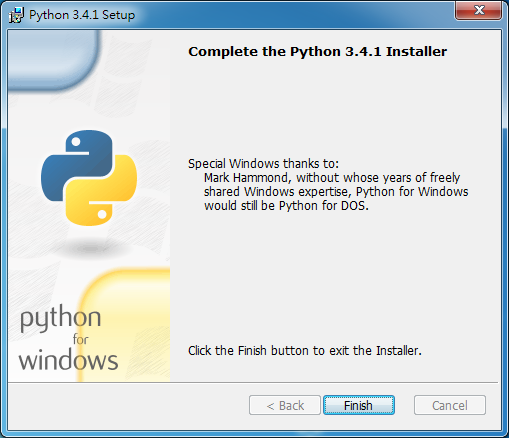 Python 3.4.1 Setup
Complete the Python 3.4.1 Installer
Special Windows thanks to:
Mark Hammond, without whose years of freely
shared Windows expertise, Python for Windows
would still be Python for DOS.
python
for
windows
Click the Finish button to exit the Installer.
< Back
Finish
Cancel